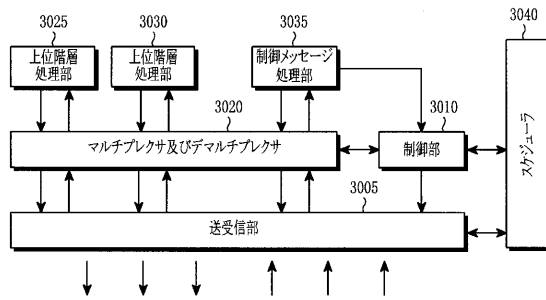 3025
3030
3035
3040
上位階層
処理部
上位階層
処理部
制御メッセージ
処理部
3020
3010
マルチプレクサ及びデマルチプレクサ
制御部
スケジューラ
3005
送受信部